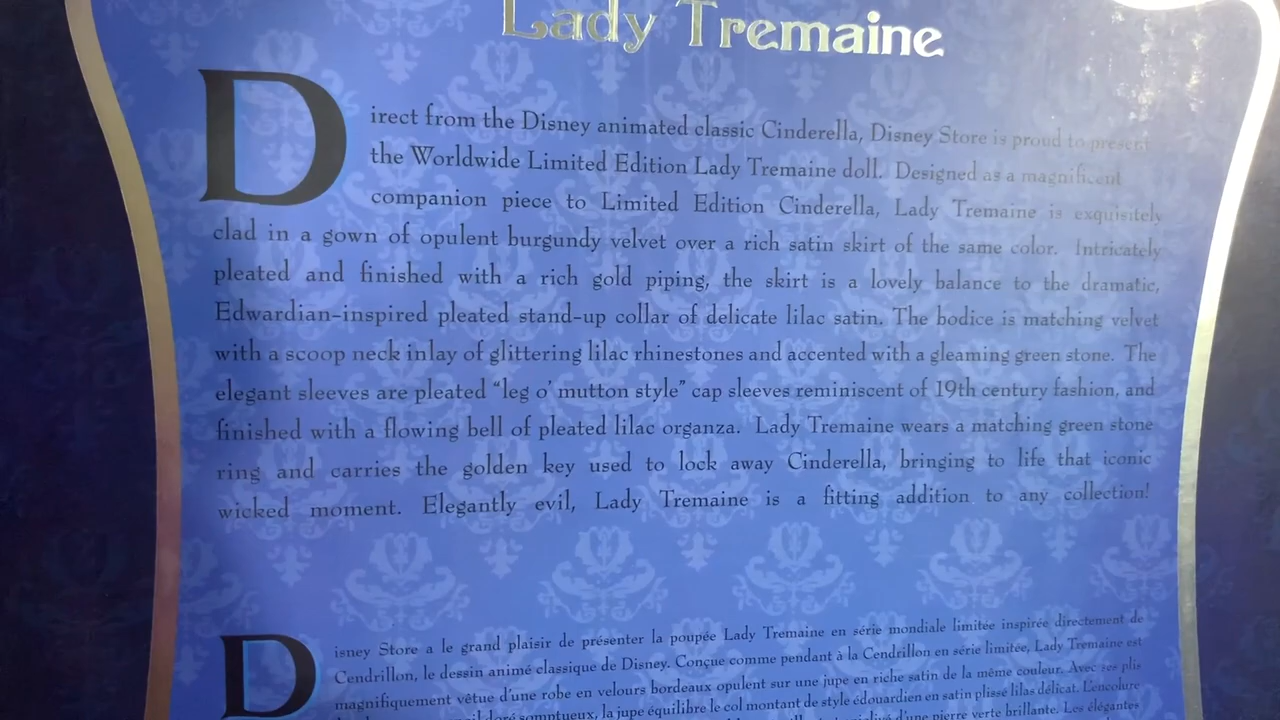 Lady Tremaine
Direct from the Disney animated classic Cinderella, Disney Store is proud to present
the Worldwide Limited Edition Lady Tremaine doll. Designed as a magnificent
companion piece to Limited Edition Cinderella, Lady Tremaine is exquisitely
clad in a gown of opulent burgundy velvet over a rich satin skirt of the same color. Intricately
pleated and finished with a rich gold piping, the skirt is a lovely balance to the dramatic,
Edwardian-inspired pleated stand-up collar of delicate lilac satin. The bodice is matching velvet
with a scoop neck inlay of glittering lilac rhinestones and accented with a gleaming green stone. The
elegant sleeves are pleated “leg o’ mutton style” cap sleeves reminiscent of 19th century fashion, and
finished with a flowing bell of pleated lilac organza. Lady Tremaine wears a matching green stone
ring and carries the golden key used to lock away Cinderella, bringing to life that iconic
wicked moment. Elegantly evil, Lady Tremaine is a fitting addition to any collection!
Disney Store a le grand plaisir de présenter la poupée Lady Tremaine en série mondiale limitée inspirée directement de
Cendrillon, le dessin animé classique de Disney. Conçue comme pendant à la Cendrillon en série limitée, Lady Tremaine est
magnifiquement vêtue d’une robe en velours bordeaux opulent sur une jupe en riche satin de la même couleur. Avec ses plis
doré somptueux, la jupe équilibre le col montant de style édouardien en satin plissé lilas délicat. L’encolure
d’une pierre verte brillante. Les élégantes